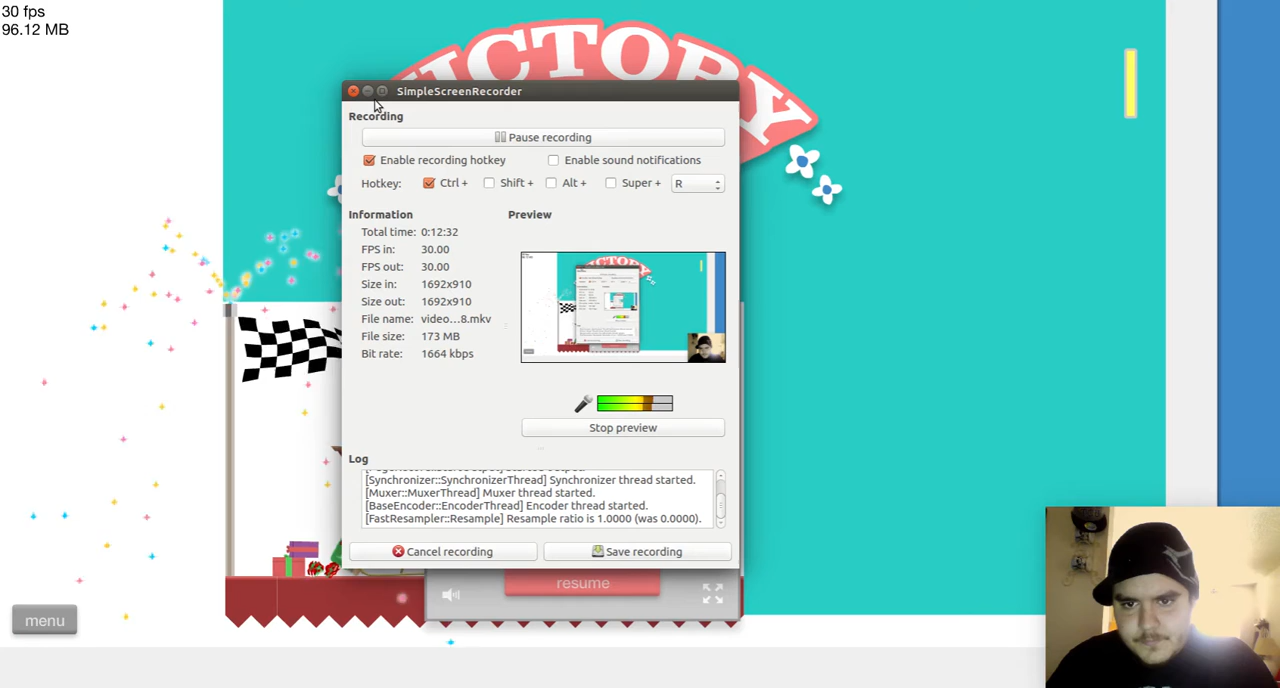 30 fps
96.12 MB
VICTORY
SimpleScreenRecorder
Recording
Pause recording
Enable recording hotkey
Enable sound notifications
Hotkey:
Ctrl +
Shift +
Alt +
Super +
R
Information
Preview
Total time: 0:12:32
FPS in: 30.00
FPS out: 30.00
Size in: 1692x910
Size out: 1692x910
File name: video...8.mkv
File size: 173 MB
Bit rate: 1664 kbps
Stop preview
Log
[Synchronizer::SynchronizerThread] Synchronizer thread started.
[Muxer::MuxerThread] Muxer thread started.
[BaseEncoder::EncoderThread] Encoder thread started.
[FastResampler::Resample] Resample ratio is 1.0000 (was 0.0000).
Cancel recording
Save recording
resume
menu